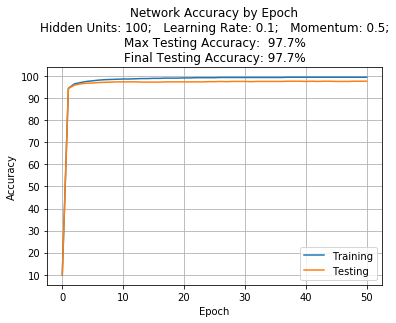 Network Accuracy by Epoch
Hidden Units: 100;   Learning Rate: 0.1;   Momentum: 0.5;
Max Testing Accuracy:  97.7%
Final Testing Accuracy: 97.7%
100
90
80
70
60
50
40
30
20
10
Accuracy
Training
Testing
0 10 20 30 40 50
Epoch